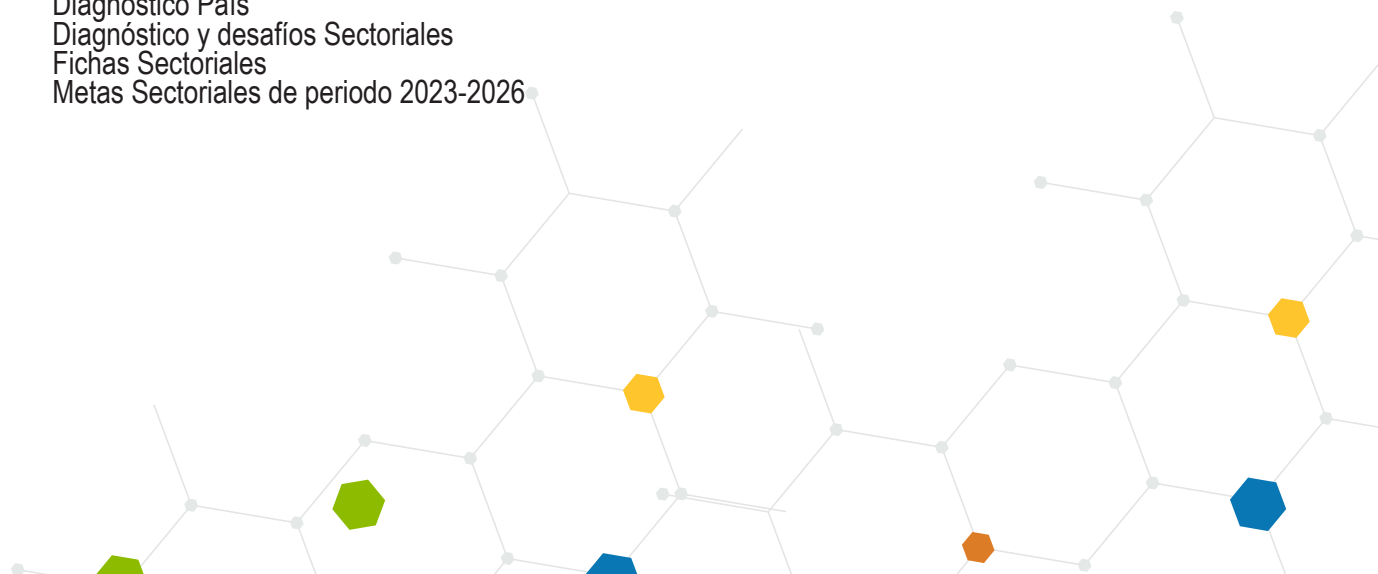 Diagnóstico País
Diagnóstico y desafíos Sectoriales
Fichas Sectoriales
Metas Sectoriales de periodo 2023-2026